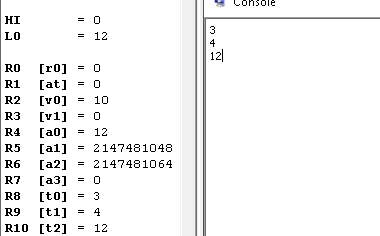 Console
HI = 0
LO = 12
R0 [r0] = 0
R1 [at] = 0
R2 [v0] = 10
R3 [v1] = 0
R4 [a0] = 12
R5 [a1] = 2147481048
R6 [a2] = 2147481064
R7 [a3] = 0
R8 [t0] = 3
R9 [t1] = 4
R10 [t2] = 12
3
4
12